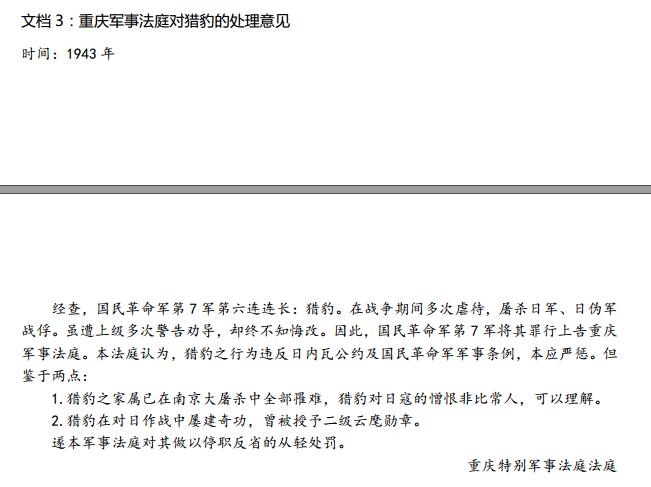 文档 3：重庆军事法庭对猎豹的处理意见
时间：1943 年
经查，国民革命军第 7 军第六连连长：猎豹。在战争期间多次虐待，屠杀日军、日伪军
战俘。虽遭上级多次警告劝导，却终不知悔改。因此，国民革命军第 7 军将其罪行上告重庆
军事法庭。本法庭认为，猎豹之行为违反日内瓦公约及国民革命军军事条例，本应严惩。但
鉴于两点：
1.猎豹之家属已在南京大屠杀中全部罹难，猎豹对日寇的憎恨非比常人，可以理解。
2.猎豹在对日作战中屡建奇功，曾被授予二级云麾勋章。
遂本军事法庭对其做以停职反省的从轻处罚。
重庆特别军事法庭法庭